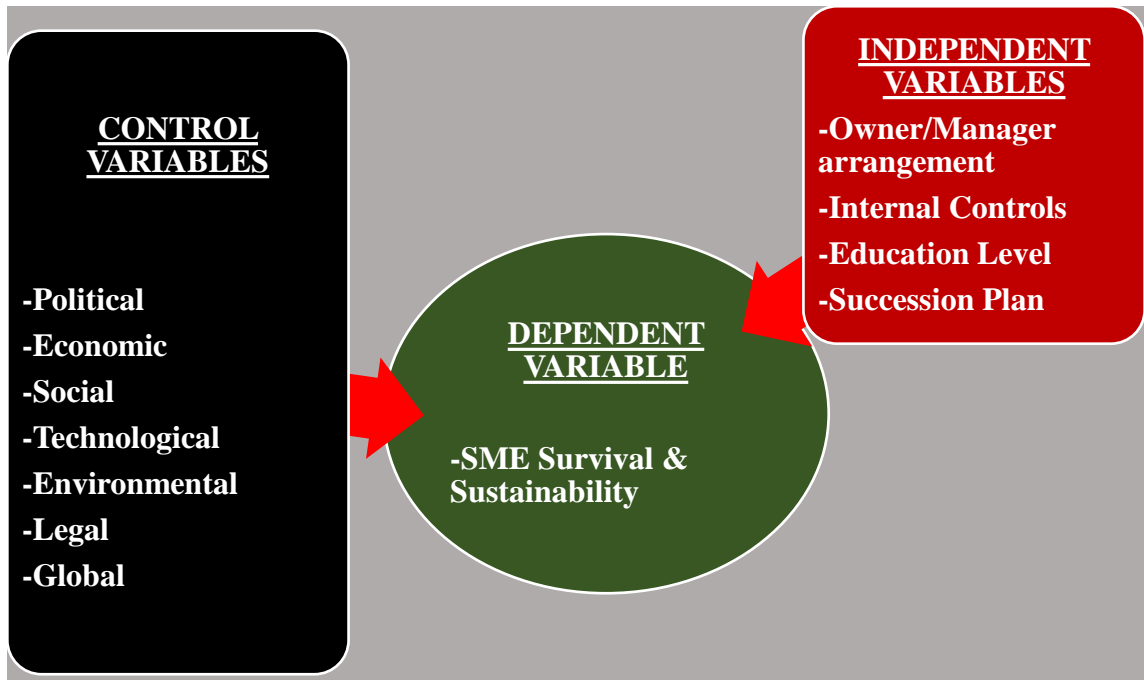 CONTROL
VARIABLES
-Political
-Economic
-Social
-Technological
-Environmental
-Legal
-Global
DEPENDENT
VARIABLE
-SME Survival &
Sustainability
INDEPENDENT
VARIABLES
-Owner/Manager
arrangement
-Internal Controls
-Education Level
-Succession Plan